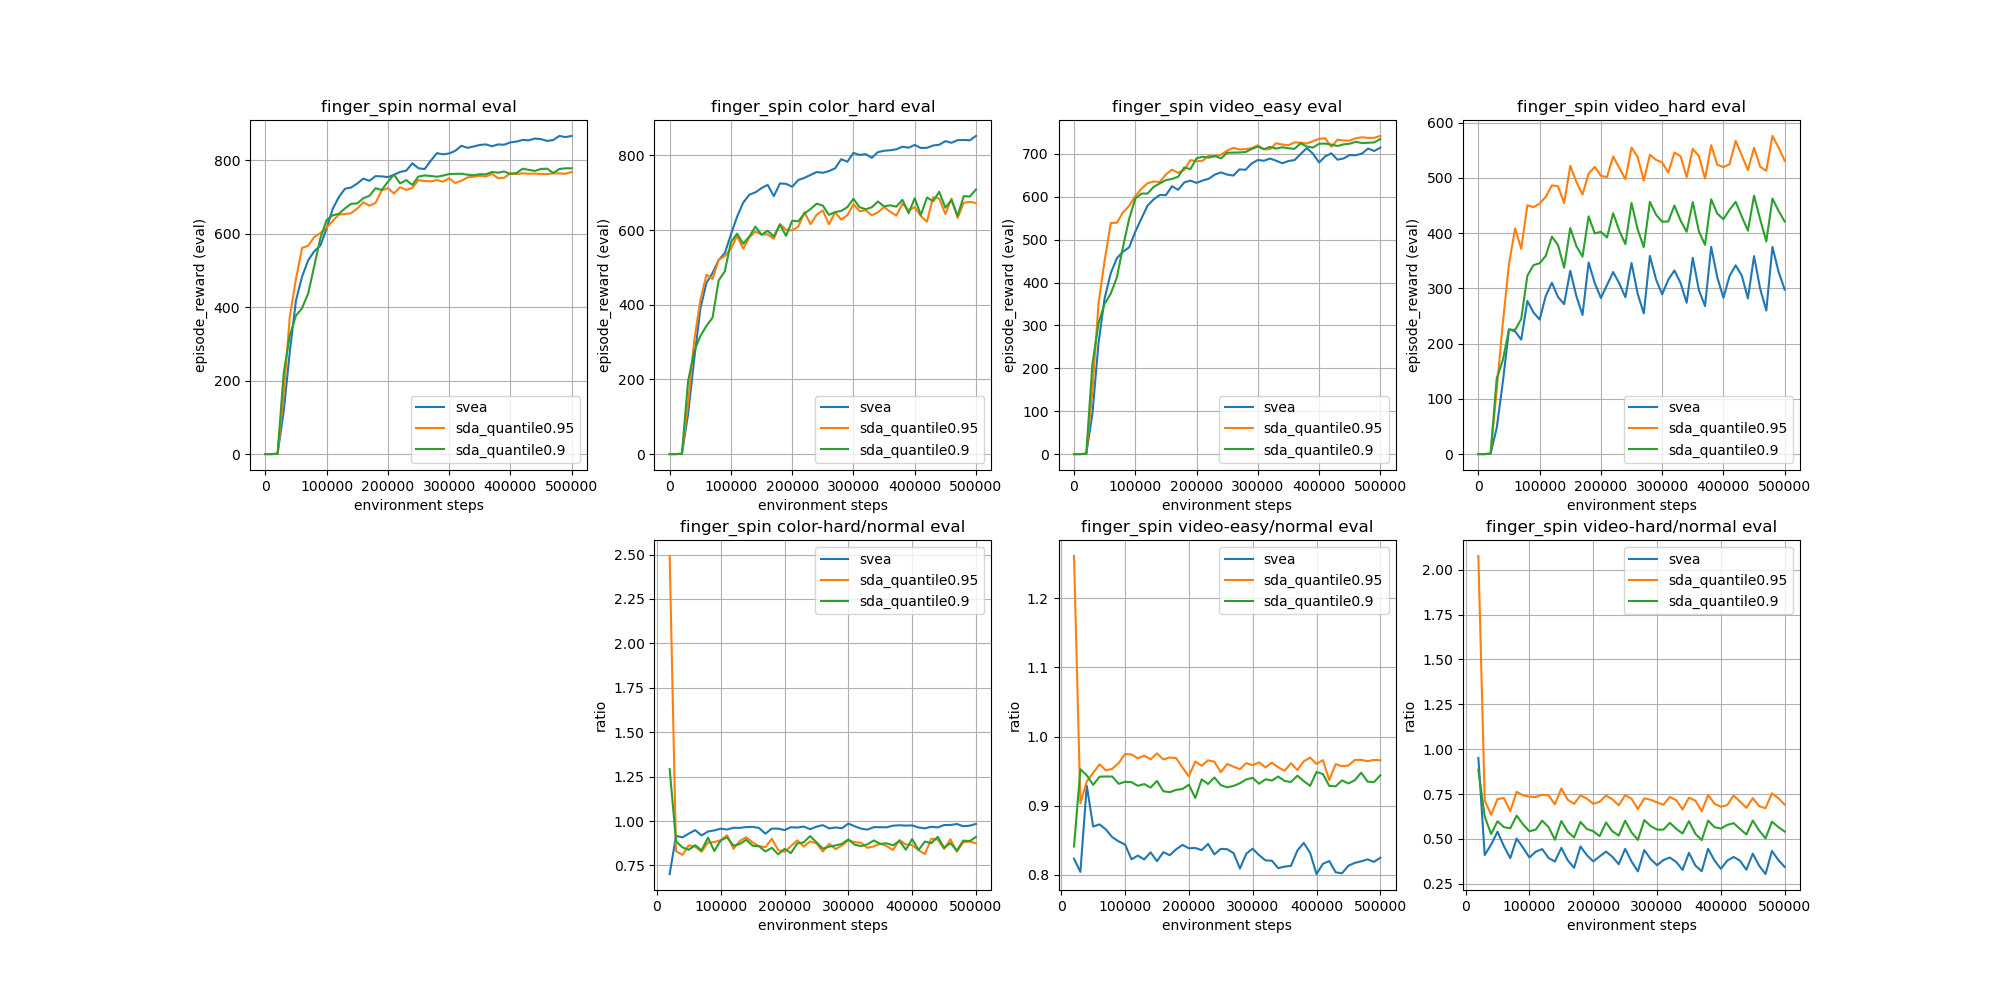 finger_spin normal eval
episode_reward (eval)
800
600
400
200
0
svea
sda_quantile0.95
sda_quantile0.9
0 100000 200000 300000 400000 500000
environment steps
finger_spin color_hard eval
episode_reward (eval)
800
600
400
200
0
svea
sda_quantile0.95
sda_quantile0.9
0 100000 200000 300000 400000 500000
environment steps
finger_spin video_easy eval
episode_reward (eval)
700
600
500
400
300
200
100
0
svea
sda_quantile0.95
sda_quantile0.9
0 100000 200000 300000 400000 500000
environment steps
finger_spin video_hard eval
episode_reward (eval)
600
500
400
300
200
100
0
svea
sda_quantile0.95
sda_quantile0.9
0 100000 200000 300000 400000 500000
environment steps
finger_spin color-hard/normal eval
ratio
2.50
2.25
2.00
1.75
1.50
1.25
1.00
0.75
svea
sda_quantile0.95
sda_quantile0.9
0 100000 200000 300000 400000 500000
environment steps
finger_spin video-easy/normal eval
ratio
1.2
1.1
1.0
0.9
0.8
svea
sda_quantile0.95
sda_quantile0.9
0 100000 200000 300000 400000 500000
environment steps
finger_spin video-hard/normal eval
ratio
2.00
1.75
1.50
1.25
1.00
0.75
0.50
0.25
svea
sda_quantile0.95
sda_quantile0.9
0 100000 200000 300000 400000 500000
environment steps